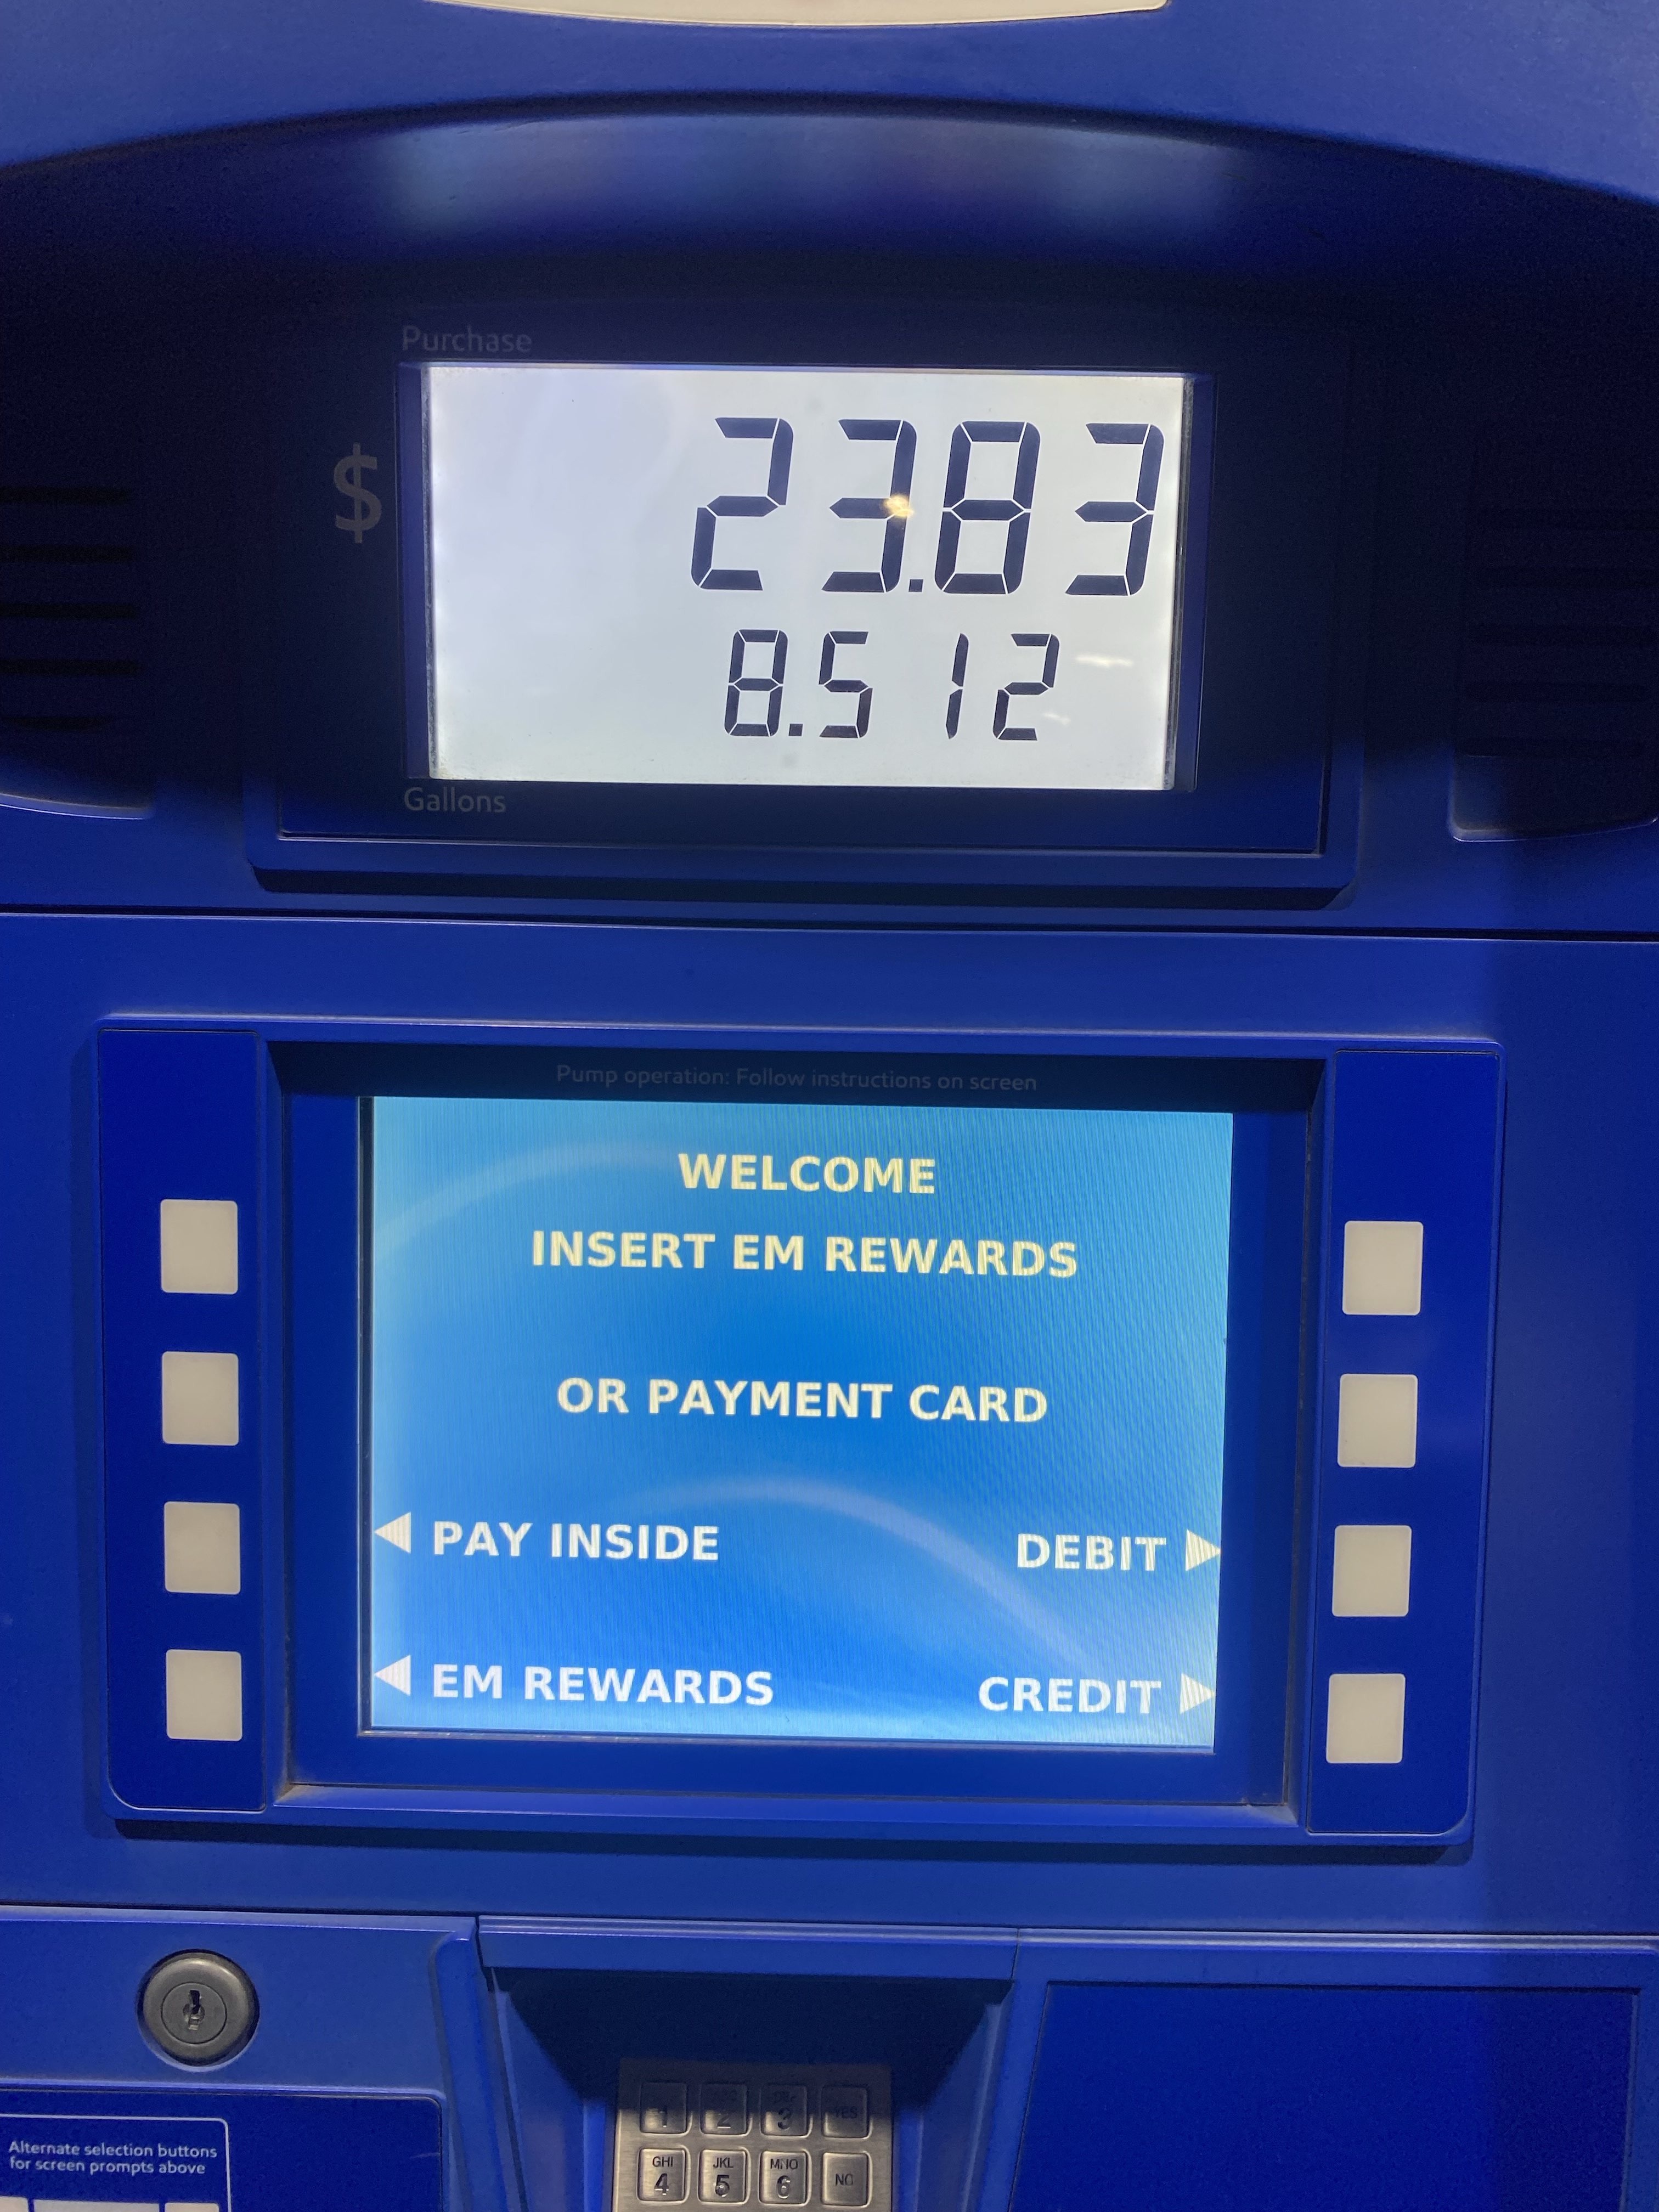 Purchase
$ 23.83
8.512
Gallons
Pump operation: Follow instructions on screen
WELCOME
INSERT EM REWARDS
OR PAYMENT CARD
PAY INSIDE
DEBIT
EM REWARDS
CREDIT
Alternate selection buttons
for screen prompts above
1 2 3 YES
GHI JKL MNO
4 5 6 NO